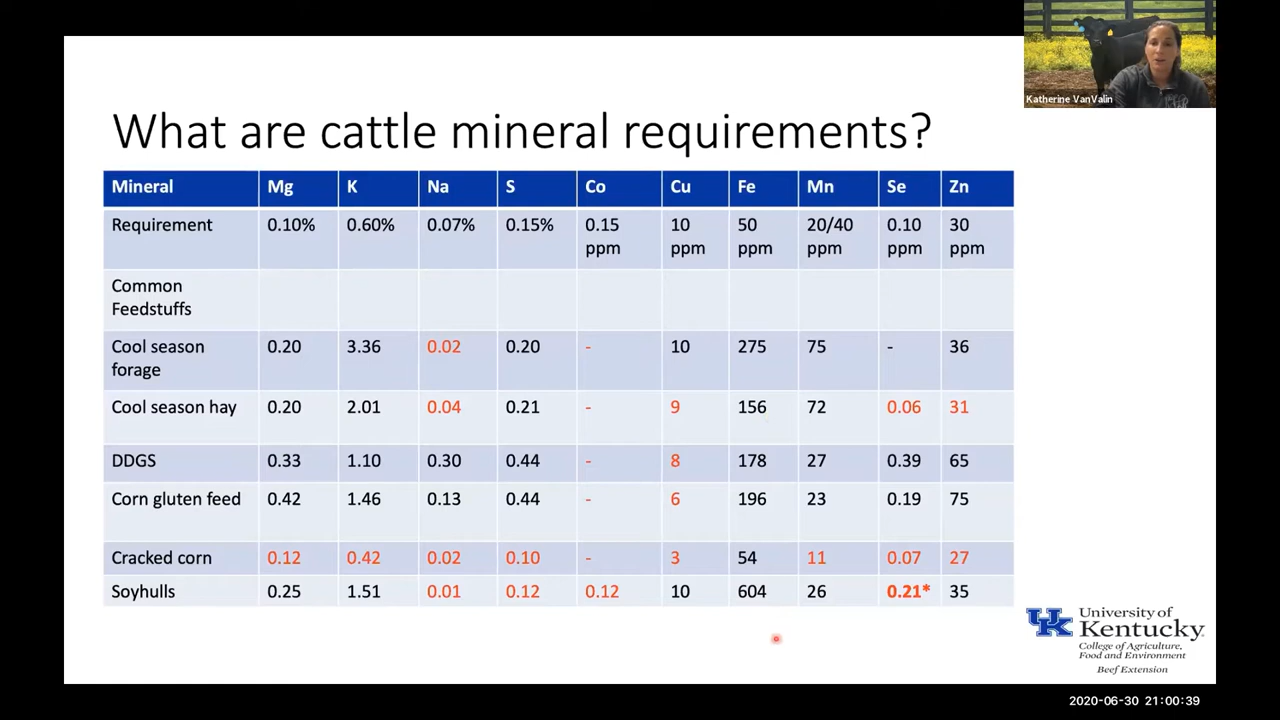 Katherine VanValin
What are cattle mineral requirements?
Mineral Mg K Na S Co Cu Fe Mn Se Zn
Requirement 0.10% 0.60% 0.07% 0.15% 0.15 10 50 20/40 0.10 30
ppm ppm ppm ppm ppm ppm
Common
Feedstuffs
Cool season 0.20 3.36 0.02 0.20 - 10 275 75 - 36
forage
Cool season hay 0.20 2.01 0.04 0.21 - 9 156 72 0.06 31
DDGS 0.33 1.10 0.30 0.44 - 8 178 27 0.39 65
Corn gluten feed 0.42 1.46 0.13 0.44 - 6 196 23 0.19 75
Cracked corn 0.12 0.42 0.02 0.10 - 3 54 11 0.07 27
Soyhulls 0.25 1.51 0.01 0.12 0.12 10 604 26 0.21* 35
UK University of
Kentucky
College of Agriculture,
Food and Environment
Beef Extension
2020-06-30 21:00:39